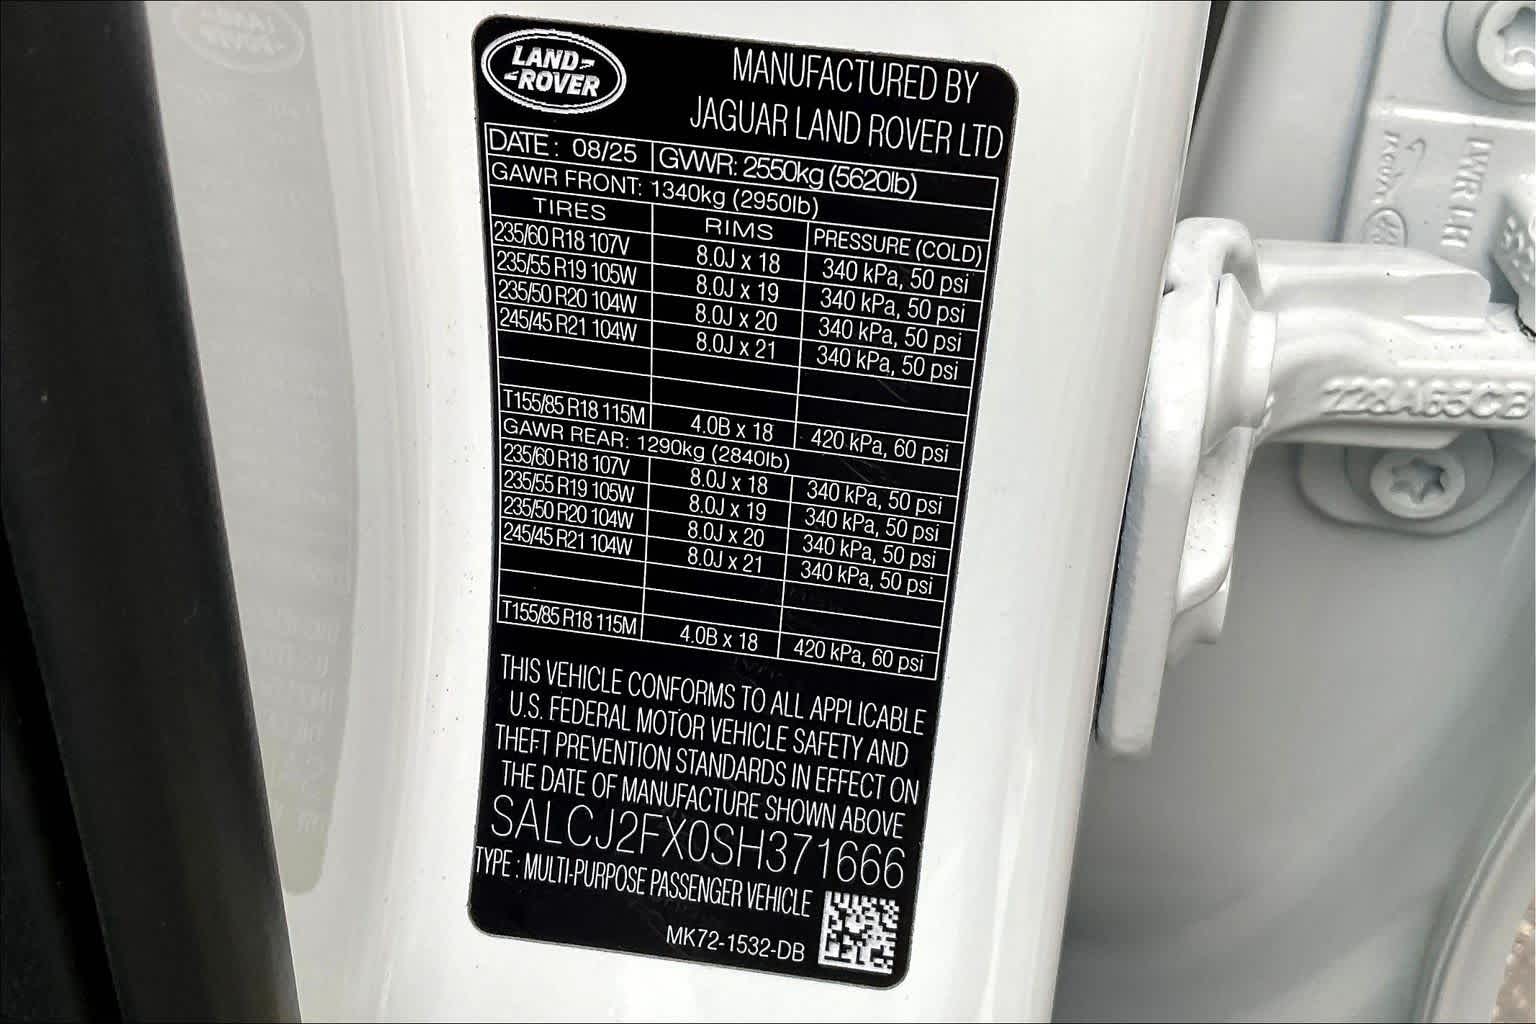 LAND
ROVER
MANUFACTURED BY
JAGUAR LAND ROVER LTD
DATE : 08/25 GVWR: 2550kg (5620lb)
GAWR FRONT: 1340kg (2950lb)
TIRES RIMS PRESSURE (COLD)
235/60 R18 107V 8.0J x 18 340 kPa, 50 psi
235/55 R19 105W 8.0J x 19 340 kPa, 50 psi
235/50 R20 104W 8.0J x 20 340 kPa, 50 psi
245/45 R21 104W 8.0J x 21 340 kPa, 50 psi
T155/85 R18 115M 4.0B x 18 420 kPa, 60 psi
GAWR REAR: 1290kg (2840lb)
235/60 R18 107V 8.0J x 18 340 kPa, 50 psi
235/55 R19 105W 8.0J x 19 340 kPa, 50 psi
235/50 R20 104W 8.0J x 20 340 kPa, 50 psi
245/45 R21 104W 8.0J x 21 340 kPa, 50 psi
T155/85 R18 115M 4.0B x 18 420 kPa, 60 psi
THIS VEHICLE CONFORMS TO ALL APPLICABLE
U.S. FEDERAL MOTOR VEHICLE SAFETY AND
THEFT PREVENTION STANDARDS IN EFFECT ON
THE DATE OF MANUFACTURE SHOWN ABOVE
SALCJ2FX0SH371666
TYPE : MULTI-PURPOSE PASSENGER VEHICLE
MK72-1532-DB
228A65CB